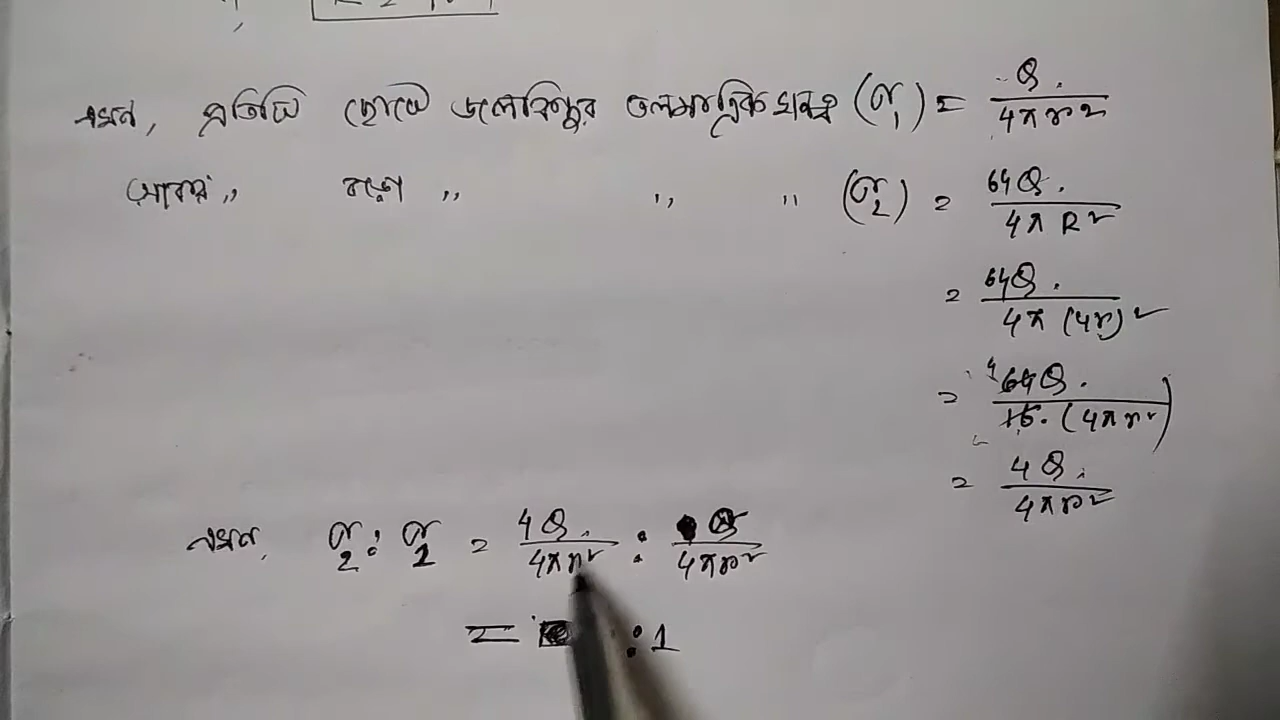 এখন, প্রতিটি ছোটো জলবিন্দুর তলমাত্রিক ঘনত্ব (σ₁) = Q / 4πr²
আবার ,, বড়ো ,, ,, ,, (σ₂) = 64Q / 4πR²
= 64Q / 4π(4r)²
= 64Q / 16·(4πr²)
= 4Q / 4πr²
এখন, σ₂ : σ₁ = 4Q / 4πr² : Q / 4πr²
= : 1